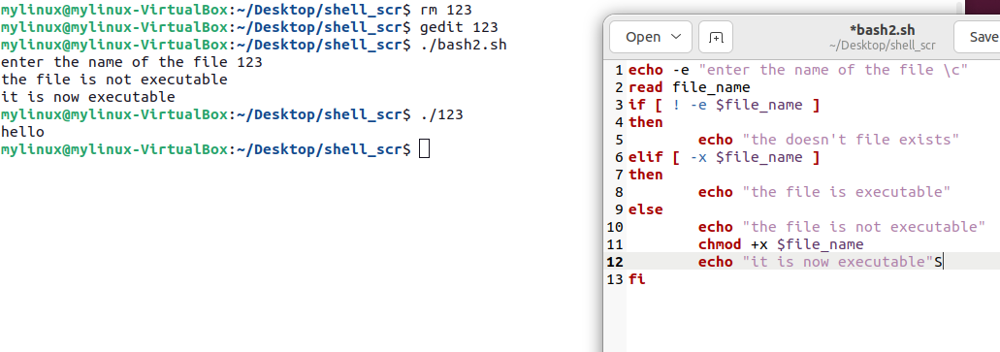 mylinux@mylinux-VirtualBox:~/Desktop/shell_scr$ rm 123
mylinux@mylinux-VirtualBox:~/Desktop/shell_scr$ gedit 123
mylinux@mylinux-VirtualBox:~/Desktop/shell_scr$ ./bash2.sh
enter the name of the file 123
the file is not executable
it is now executable
mylinux@mylinux-VirtualBox:~/Desktop/shell_scr$ ./123
hello
mylinux@mylinux-VirtualBox:~/Desktop/shell_scr$
Open
*bash2.sh
~/Desktop/shell_scr
Save
1 echo -e "enter the name of the file \c"
2 read file_name
3 if [ ! -e $file_name ]
4 then
5 echo "the doesn't file exists"
6 elif [ -x $file_name ]
7 then
8 echo "the file is executable"
9 else
10 echo "the file is not executable"
11 chmod +x $file_name
12 echo "it is now executable"S
13 fi